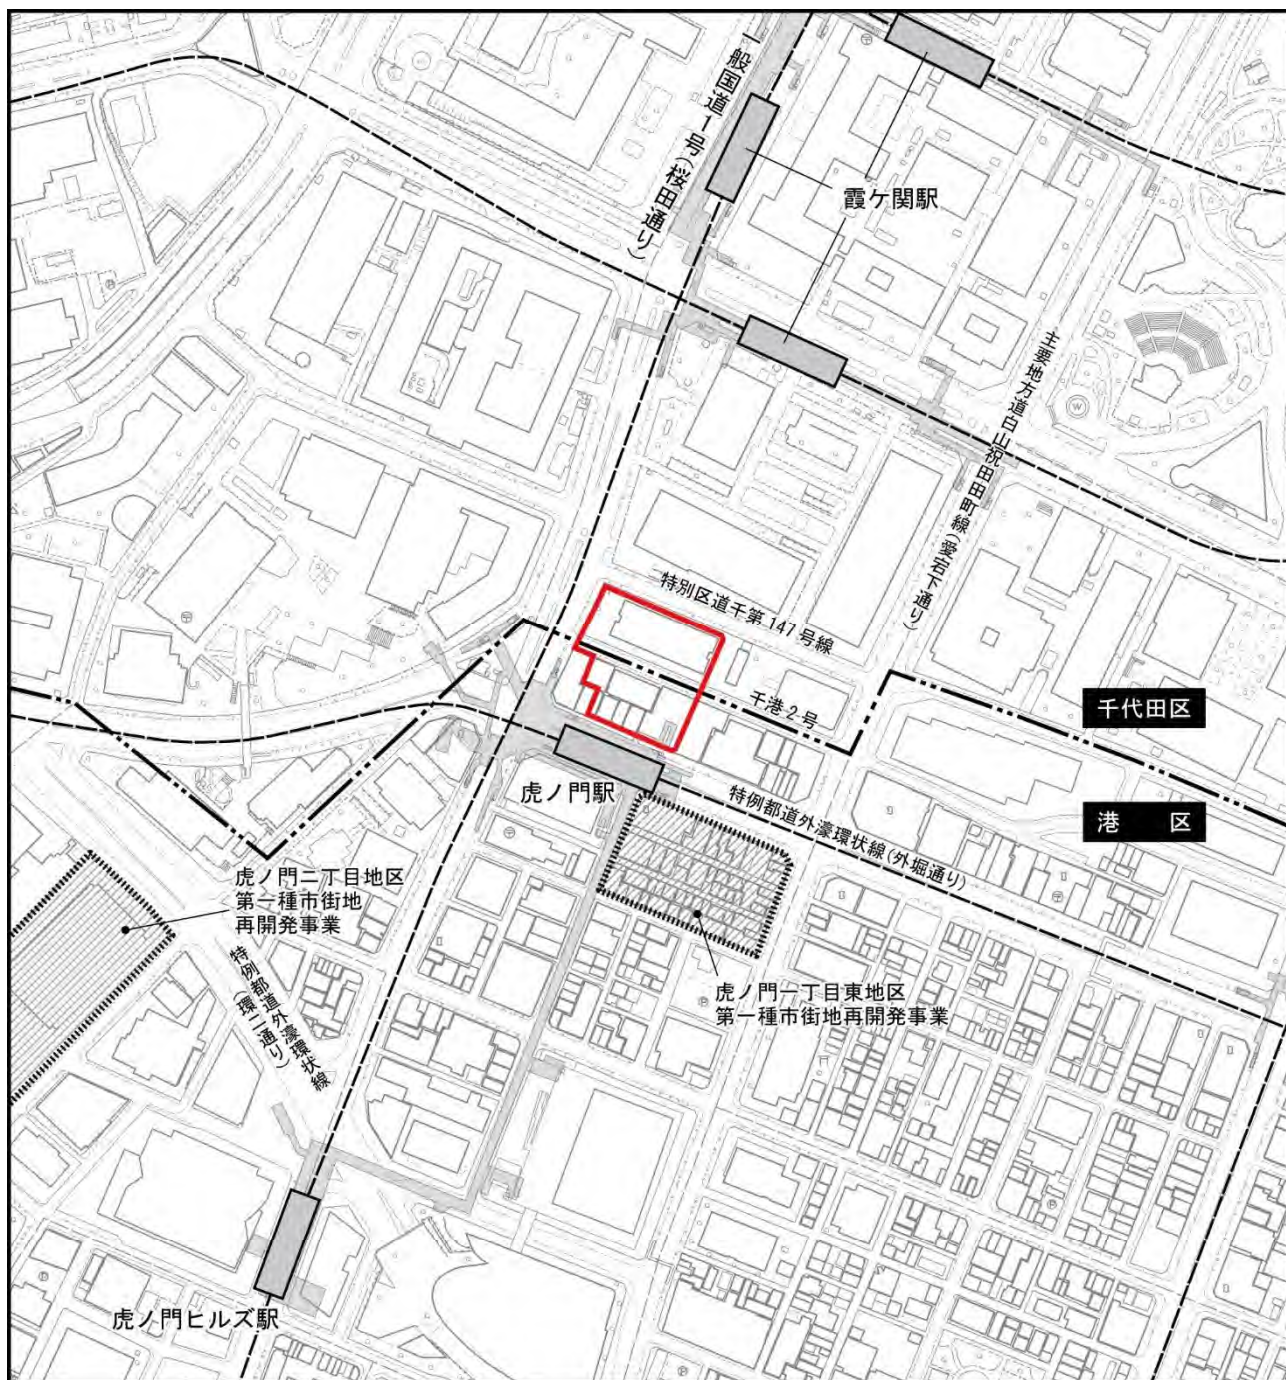 一般国道1号(桜田通り)
霞ケ関駅
主要地方道白山祝田田町線(愛宕下通り)
特別区道千第147号線
千港2号
千代田区
港 区
虎ノ門駅
特例都道外濠環状線(外堀通り)
虎ノ門二丁目地区
第一種市街地
再開発事業
虎ノ門一丁目東地区
第一種市街地再開発事業
特例都道外濠環状線
(環二通り)
虎ノ門ヒルズ駅